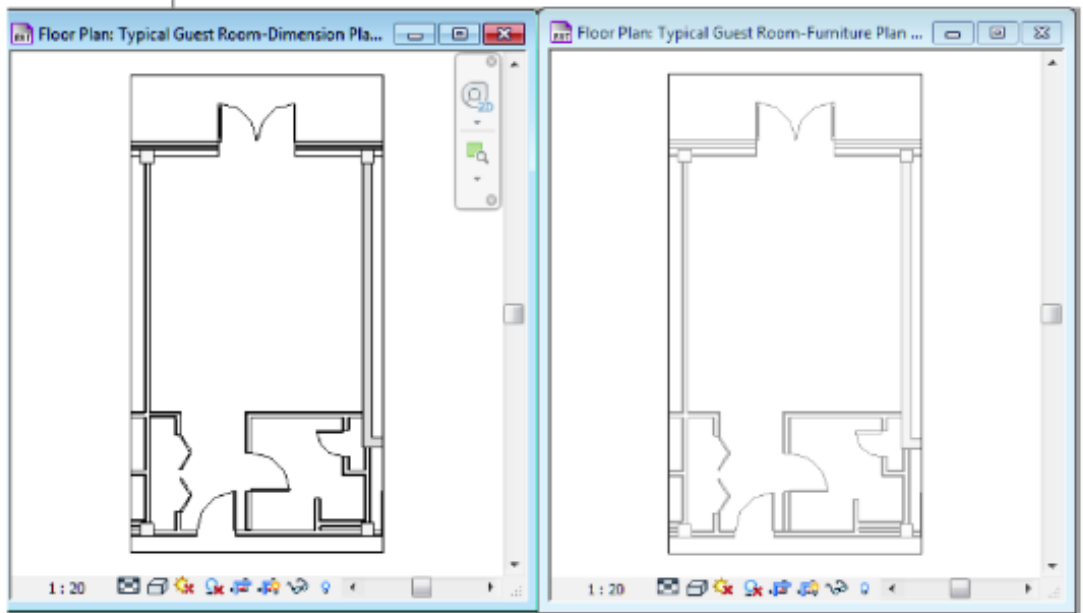 Floor Plan: Typical Guest Room-Dimension Pla...
Floor Plan: Typical Guest Room-Furniture Plan ...
2D
1 : 20
1 : 20